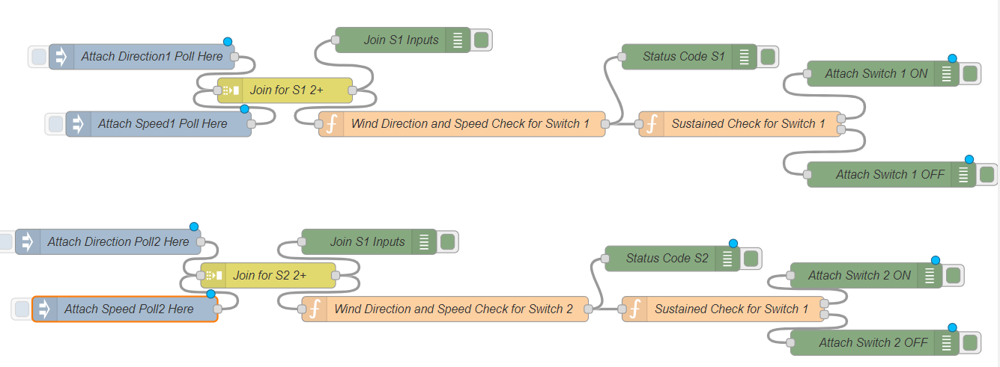 Join S1 Inputs
Attach Direction1 Poll Here
Status Code S1
Attach Switch 1 ON
Join for S1 2+
Attach Speed1 Poll Here
Wind Direction and Speed Check for Switch 1
Sustained Check for Switch 1
Attach Switch 1 OFF
Attach Direction Poll2 Here
Join S1 Inputs
Status Code S2
Join for S2 2+
Attach Switch 2 ON
Attach Speed Poll2 Here
Wind Direction and Speed Check for Switch 2
Sustained Check for Switch 1
Attach Switch 2 OFF